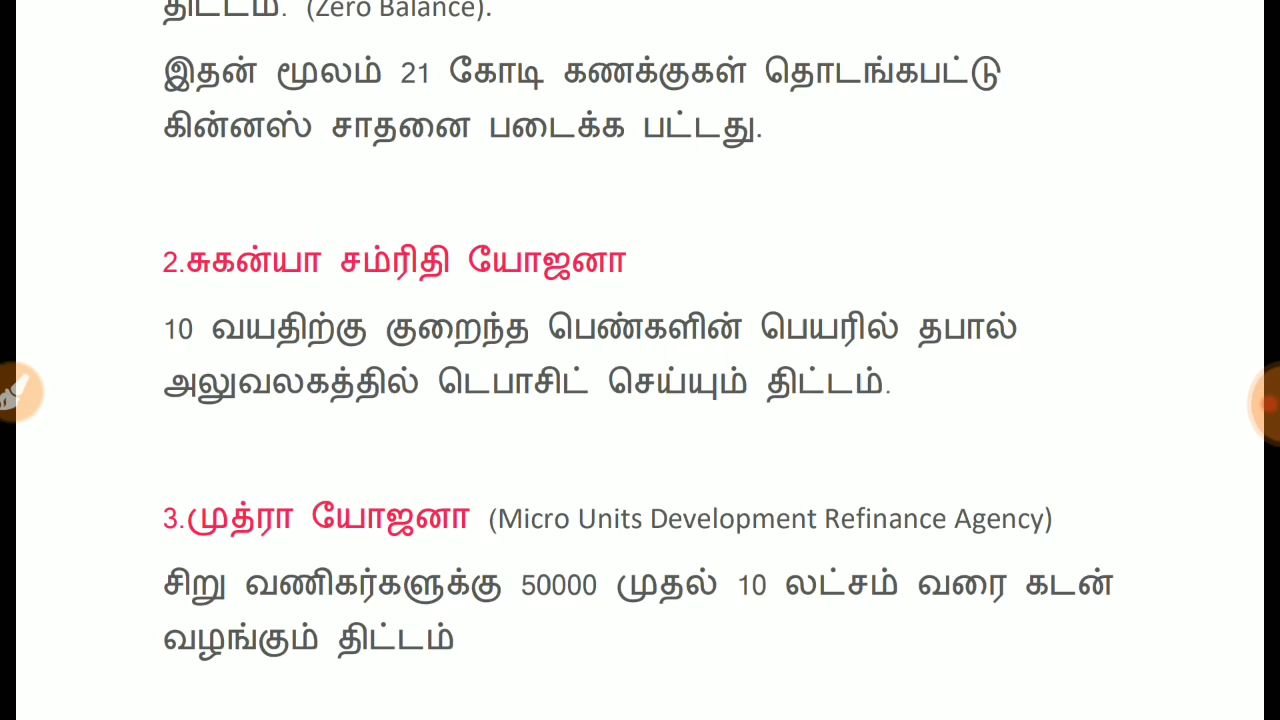 திட்டம். (Zero Balance).
இதன் மூலம் 21 கோடி கணக்குகள் தொடங்கபட்டு
கின்னஸ் சாதனை படைக்க பட்டது.
2.சுகன்யா சம்ரிதி யோஜனா
10 வயதிற்கு குறைந்த பெண்களின் பெயரில் தபால்
அலுவலகத்தில் டெபாசிட் செய்யும் திட்டம்.
3.முத்ரா யோஜனா (Micro Units Development Refinance Agency)
சிறு வணிகர்களுக்கு 50000 முதல் 10 லட்சம் வரை கடன்
வழங்கும் திட்டம்